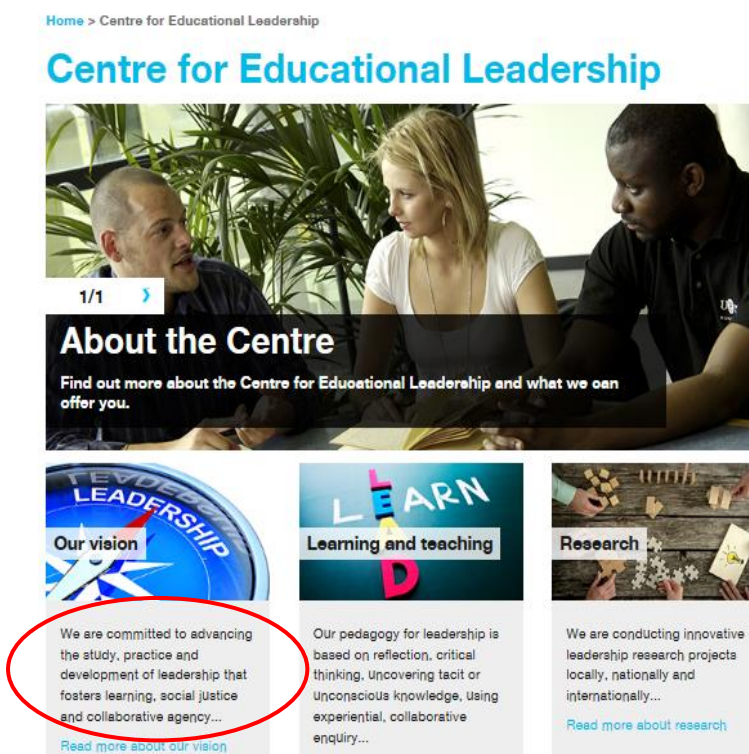 Home > Centre for Educational Leadership
Centre for Educational Leadership
1/1
About the Centre
Find out more about the Centre for Educational Leadership and what we can
offer you.
LEADERSHIP
LEARN
LEAD
Our vision
Learning and teaching
Research
We are committed to advancing
the study, practice and
development of leadership that
fosters learning, social justice
and collaborative agency...
Read more about our vision
Our pedagogy for leadership is
based on reflection, critical
thinking, uncovering tacit or
unconscious knowledge, using
experiential, collaborative
enquiry...
We are conducting innovative
leadership research projects
locally, nationally and
internationally...
Read more about research